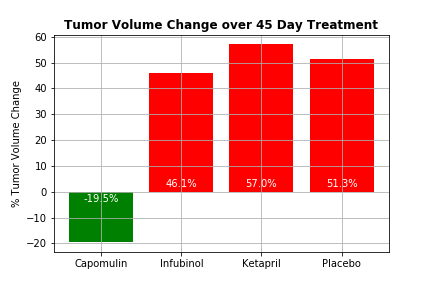 Tumor Volume Change over 45 Day Treatment
60
50
40
30
20
10
0
−10
−20
% Tumor Volume Change
-19.5%
46.1%
57.0%
51.3%
Capomulin
Infubinol
Ketapril
Placebo